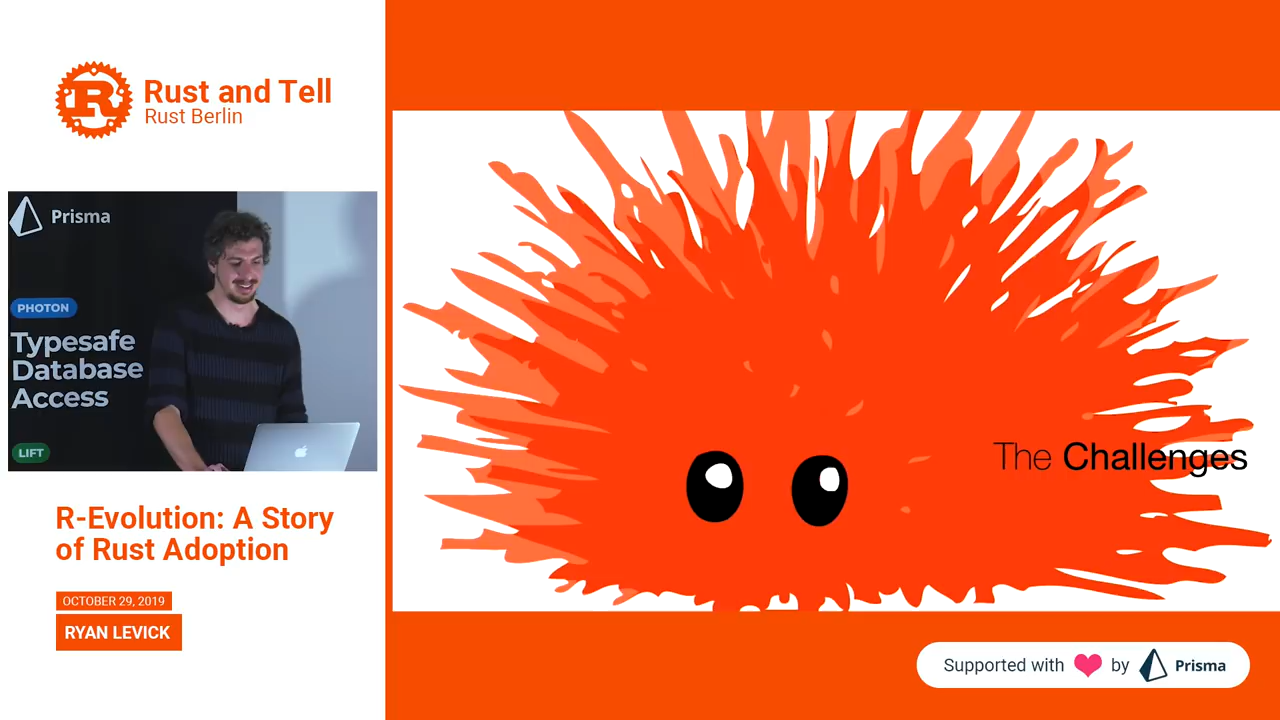 R
Rust and Tell
Rust Berlin
Prisma
PHOTON
Typesafe
Database
Access
LIFT
R-Evolution: A Story
of Rust Adoption
OCTOBER 29, 2019
RYAN LEVICK
The Challenges
Supported with by Prisma